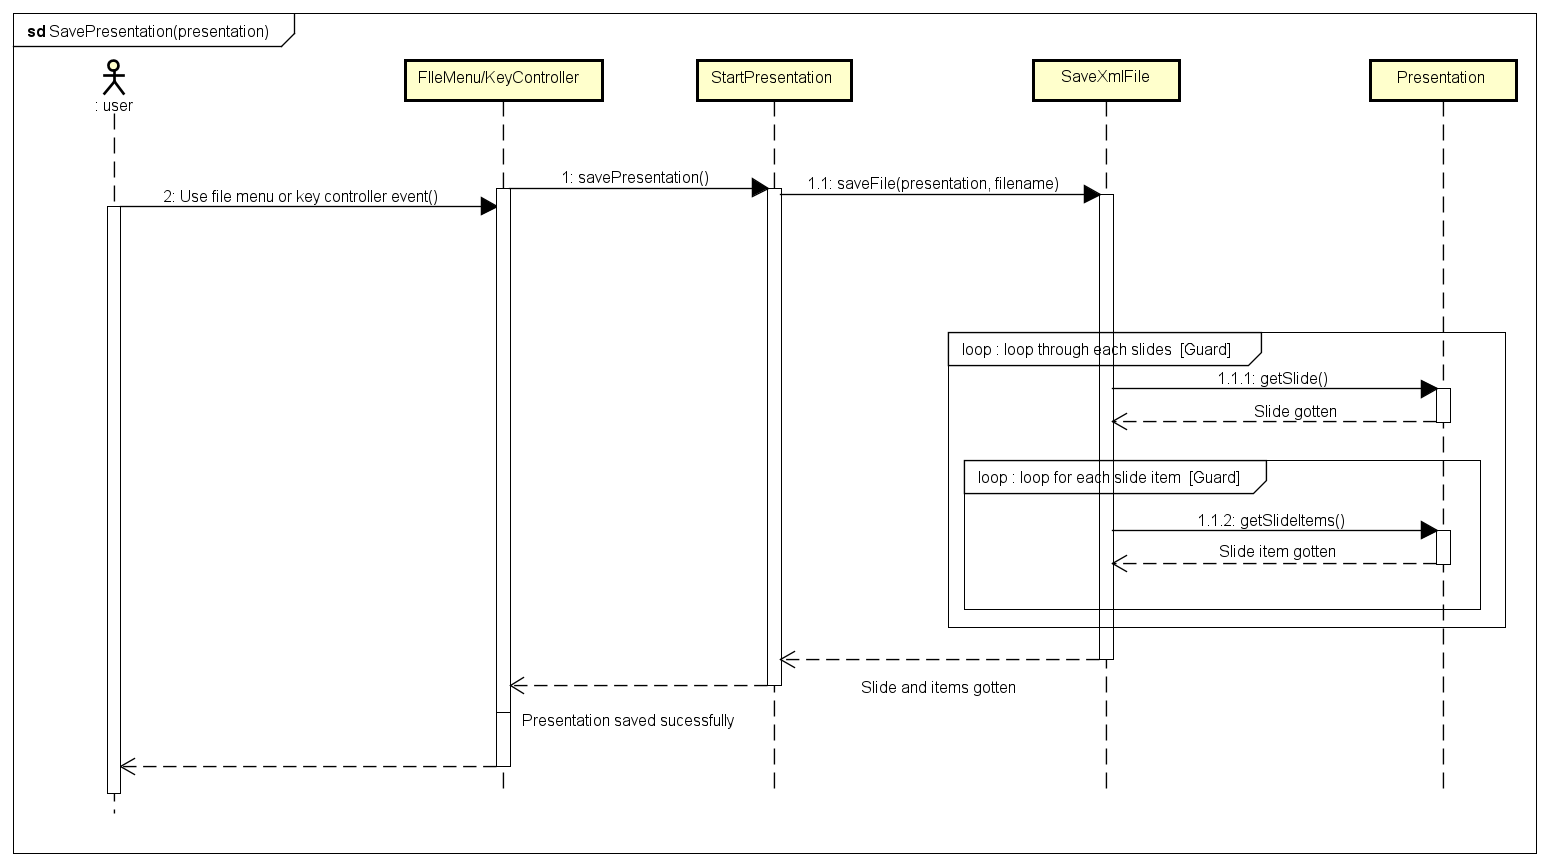 sd SavePresentation(presentation)
: user
FIleMenu/KeyController
StartPresentation
SaveXmlFile
Presentation
1: savePresentation()
1.1: saveFile(presentation, filename)
2: Use file menu or key controller event()
loop : loop through each slides [Guard]
1.1.1: getSlide()
Slide gotten
loop : loop for each slide item [Guard]
1.1.2: getSlideItems()
Slide item gotten
Slide and items gotten
Presentation saved sucessfully